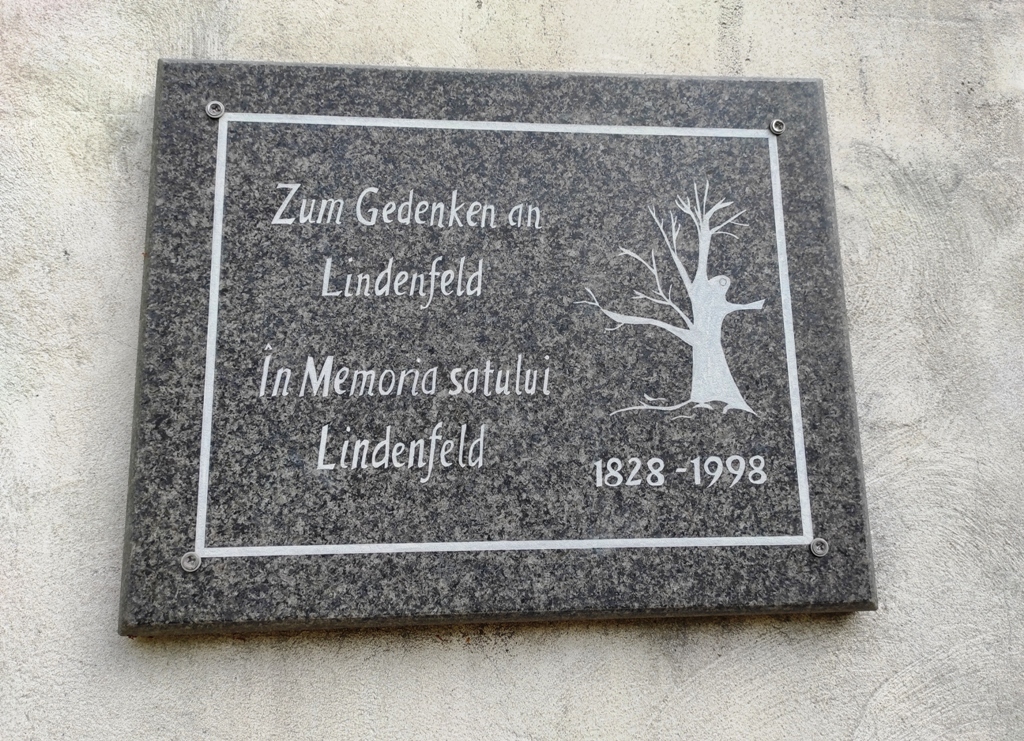 Zum Gedenken an
Lindenfeld
În Memoria satului
Lindenfeld
1828 - 1998